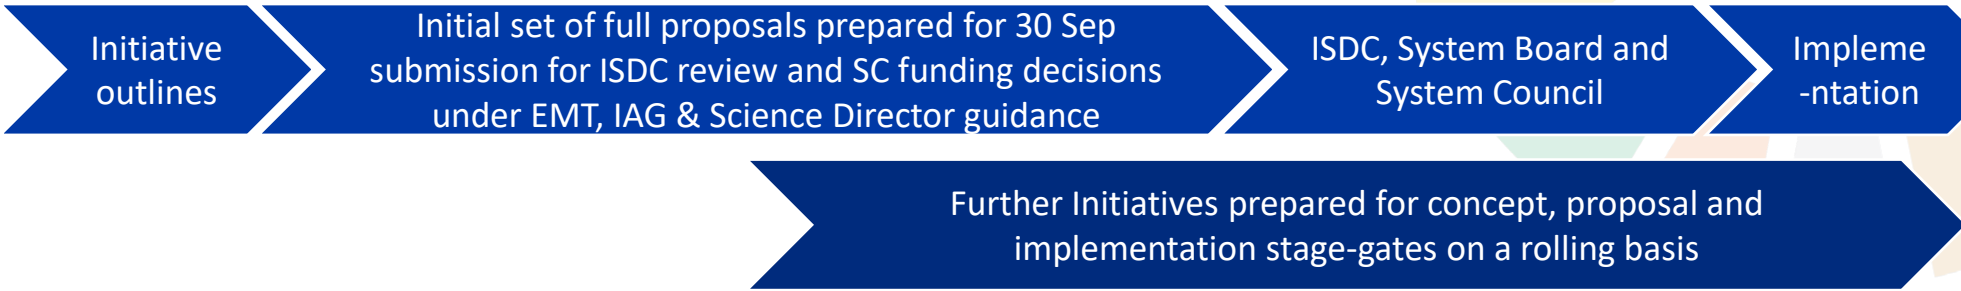 Initiative
outlines
Initial set of full proposals prepared for 30 Sep
submission for ISDC review and SC funding decisions
under EMT, IAG & Science Director guidance
ISDC, System Board and
System Council
Impleme
-ntation
Further Initiatives prepared for concept, proposal and
implementation stage-gates on a rolling basis